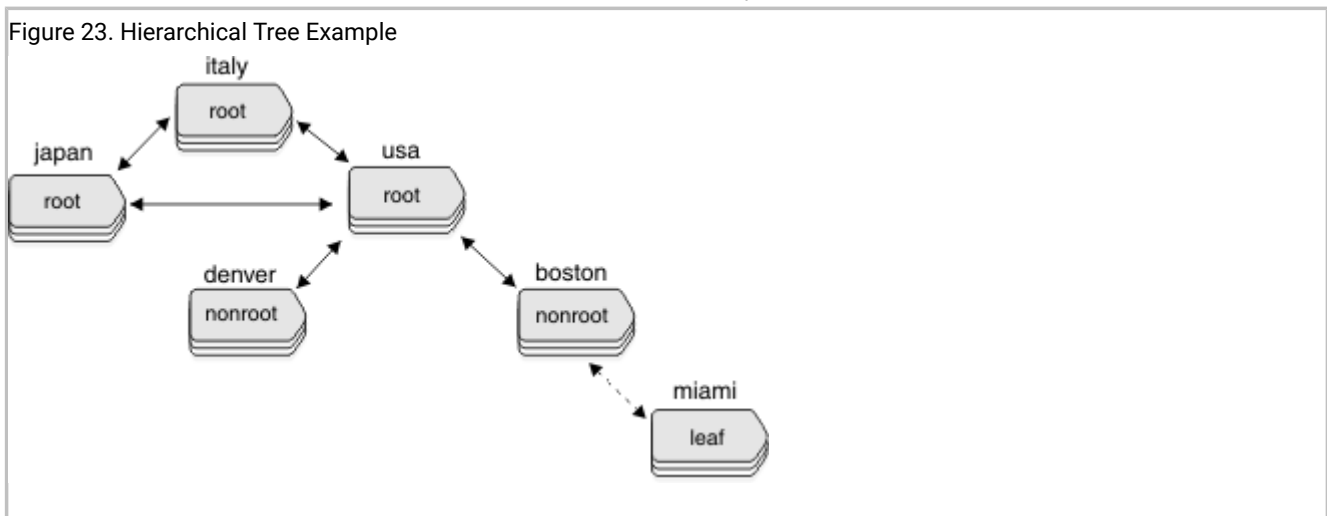 Figure 23. Hierarchical Tree Example
italy
root
japan
root
usa
root
denver
nonroot
boston
nonroot
miami
leaf